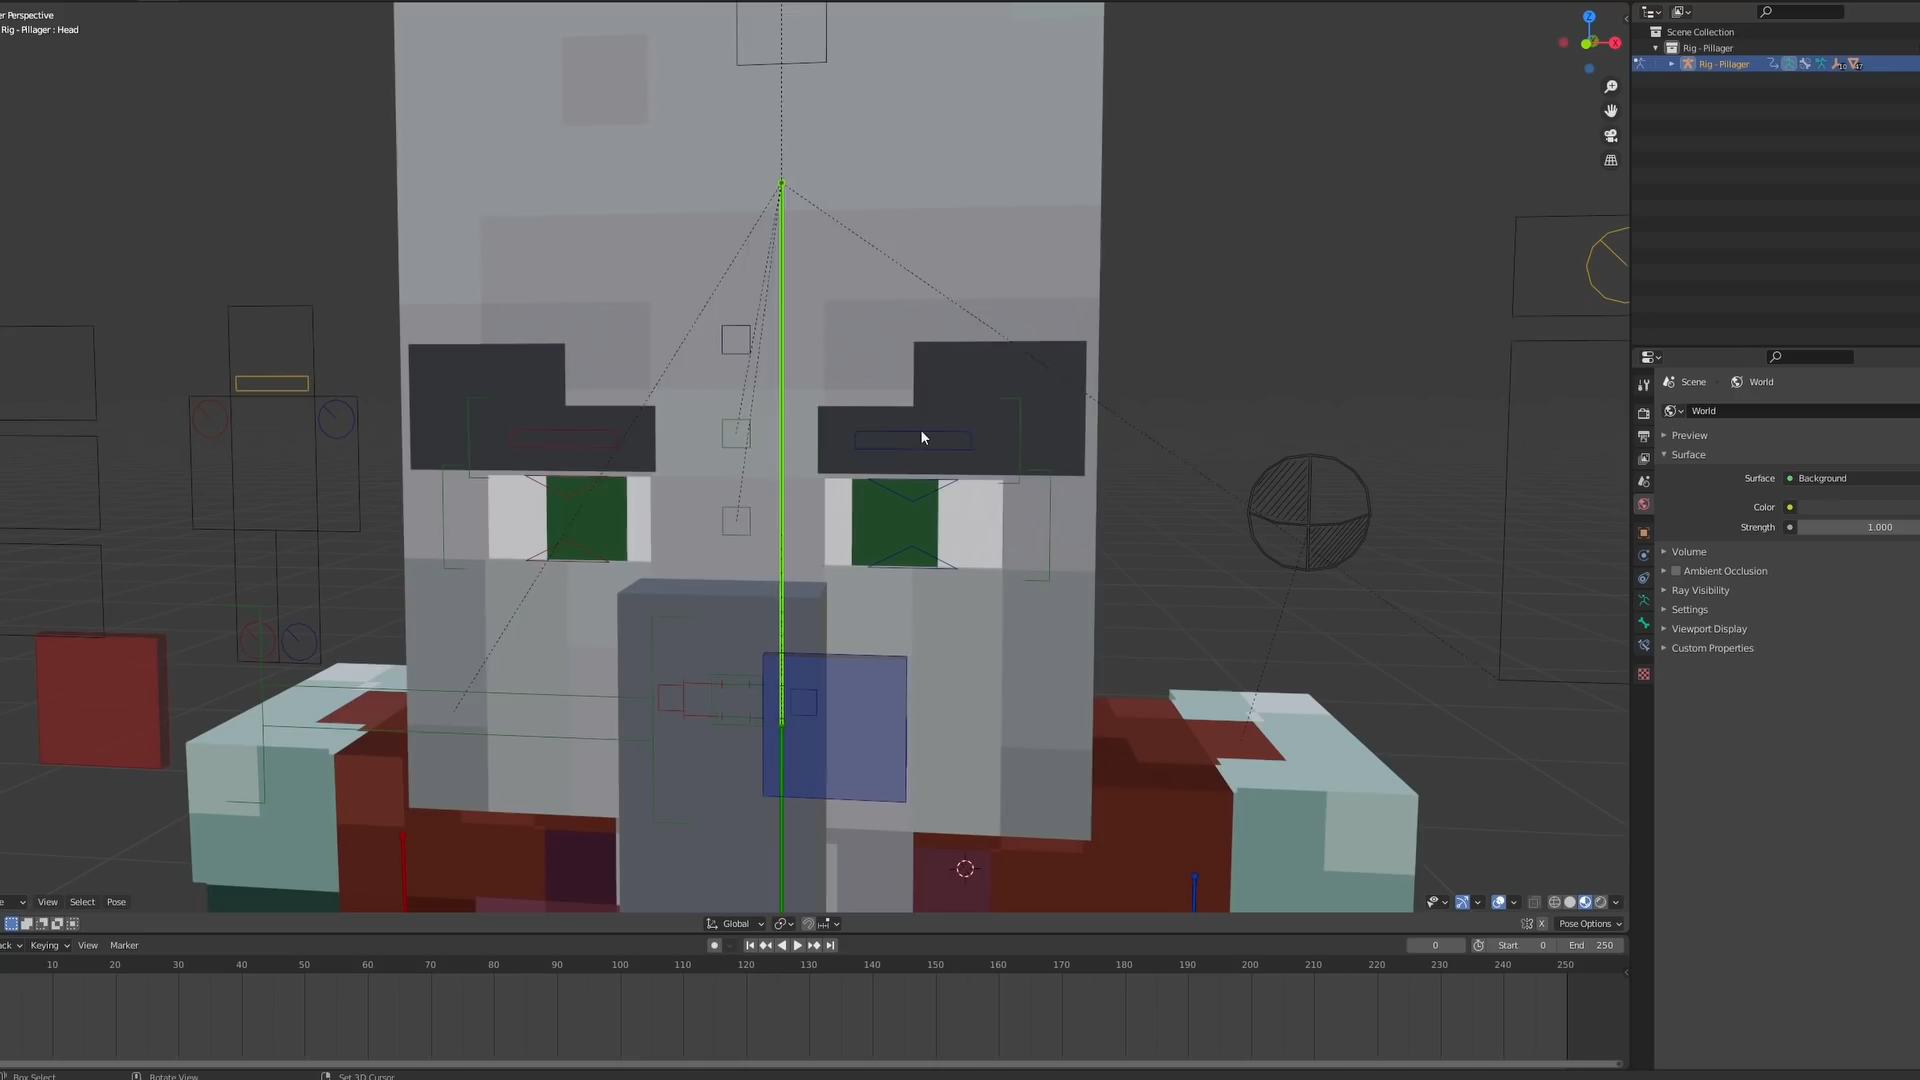 er Perspective
Rig - Pillager : Head
Scene Collection
Rig - Pillager
Rig - Pillager
10
47
Z
X
Scene
World
World
Preview
Surface
Surface
Background
Color
Strength
1.000
Volume
Ambient Occlusion
Ray Visibility
Settings
Viewport Display
Custom Properties
e
View
Select
Pose
Global
X
Pose Options
ack
Keying
View
Marker
0
Start
0
End
250
10 20 30 40 50 60 70 80 90 100 110 120 130 140 150 160 170 180 190 200 210 220 230 240 250
Box Select
Rotate View
Set 3D Cursor